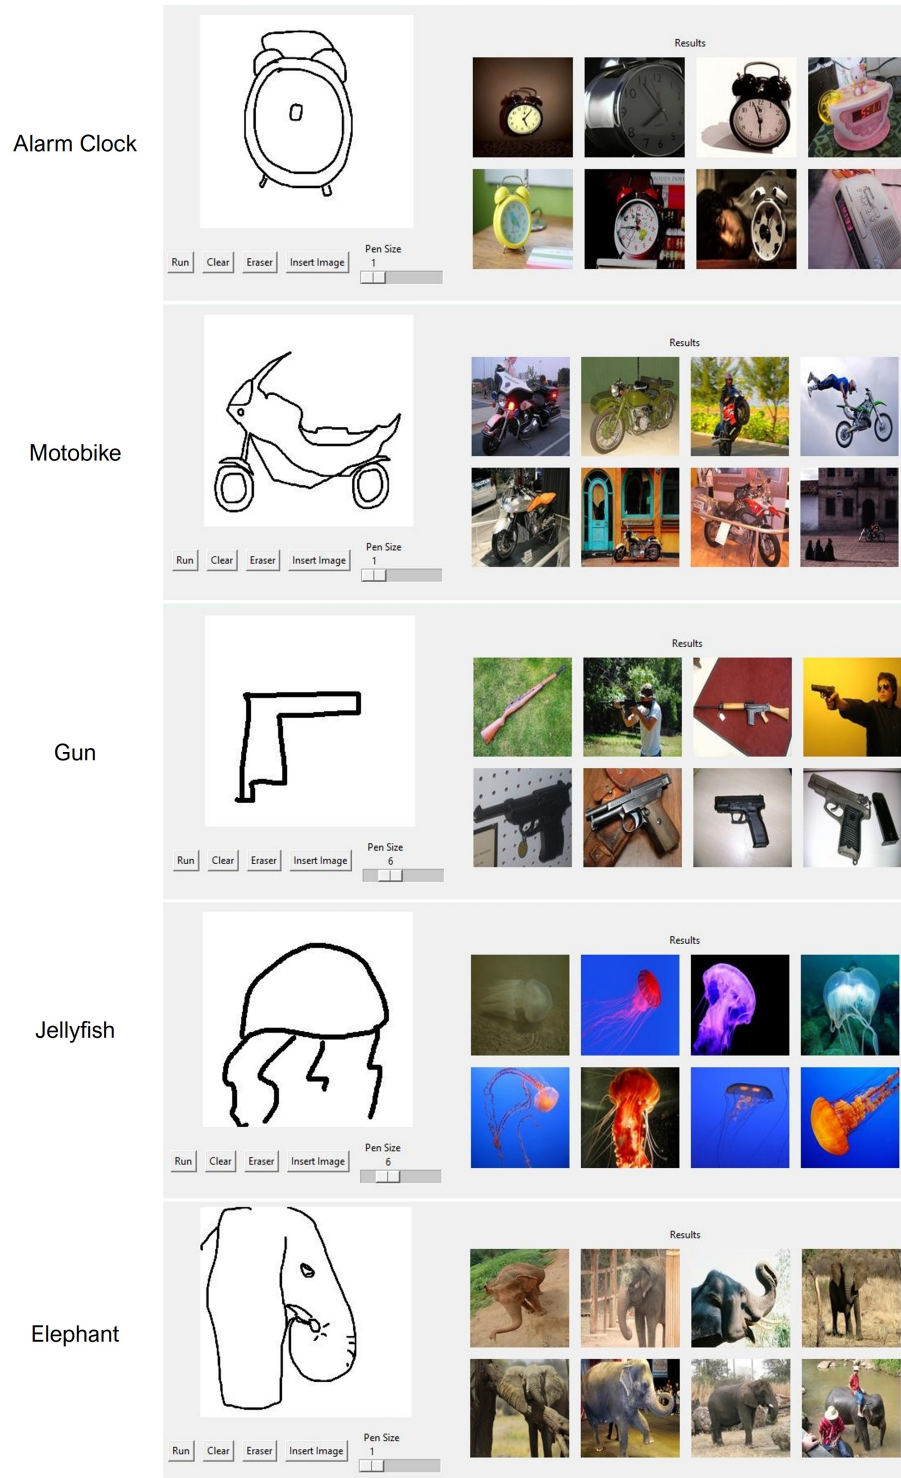 Alarm Clock
Results
Pen Size
Run Clear Eraser Insert Image 1
Motobike
Results
Pen Size
Run Clear Eraser Insert Image 1
Gun
Results
Pen Size
Run Clear Eraser Insert Image 6
Jellyfish
Results
Pen Size
Run Clear Eraser Insert Image 6
Elephant
Results
Pen Size
Run Clear Eraser Insert Image 1